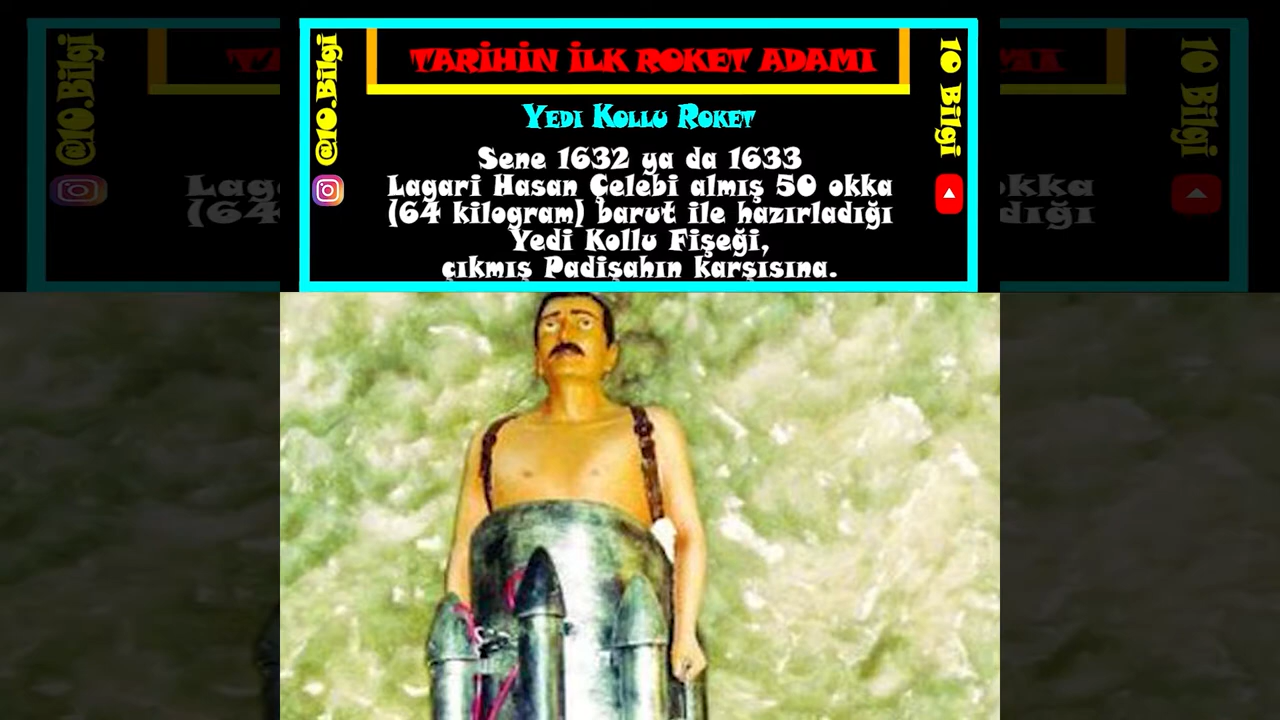 TARİHİN İLK ROKET ADAMI
@10.Bilgi
10 Bilgi
Yedi Kollu Roket
Sene 1632 ya da 1633
Lagari Hasan Çelebi almış 50 okka
(64 kilogram) barut ile hazırladığı
Yedi Kollu Fişeği,
çıkmış Padişahın karşısına.